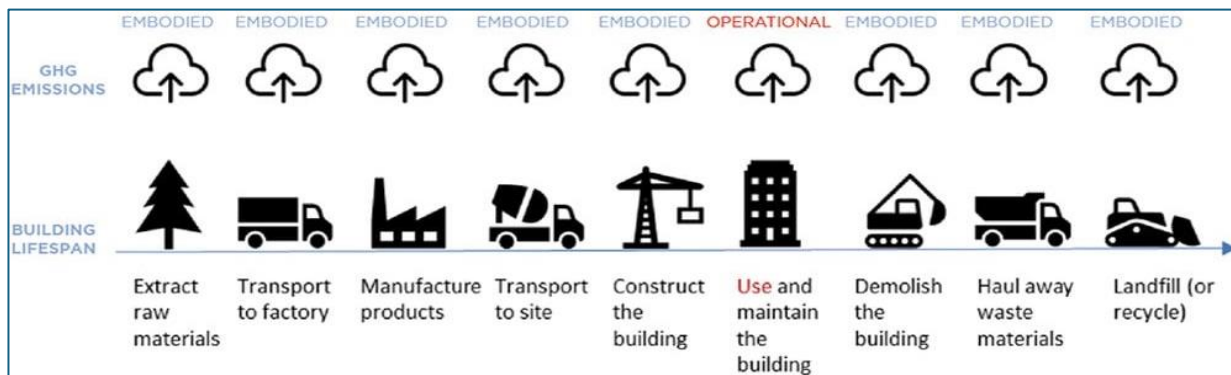 EMBODIED EMBODIED EMBODIED EMBODIED EMBODIED OPERATIONAL EMBODIED EMBODIED EMBODIED
GHG
EMISSIONS
BUILDING
LIFESPAN
Extract
raw
materials
Transport
to factory
Manufacture
products
Transport
to site
Construct
the
building
Use and
maintain
the
building
Demolish
the
building
Haul away
waste
materials
Landfill (or
recycle)